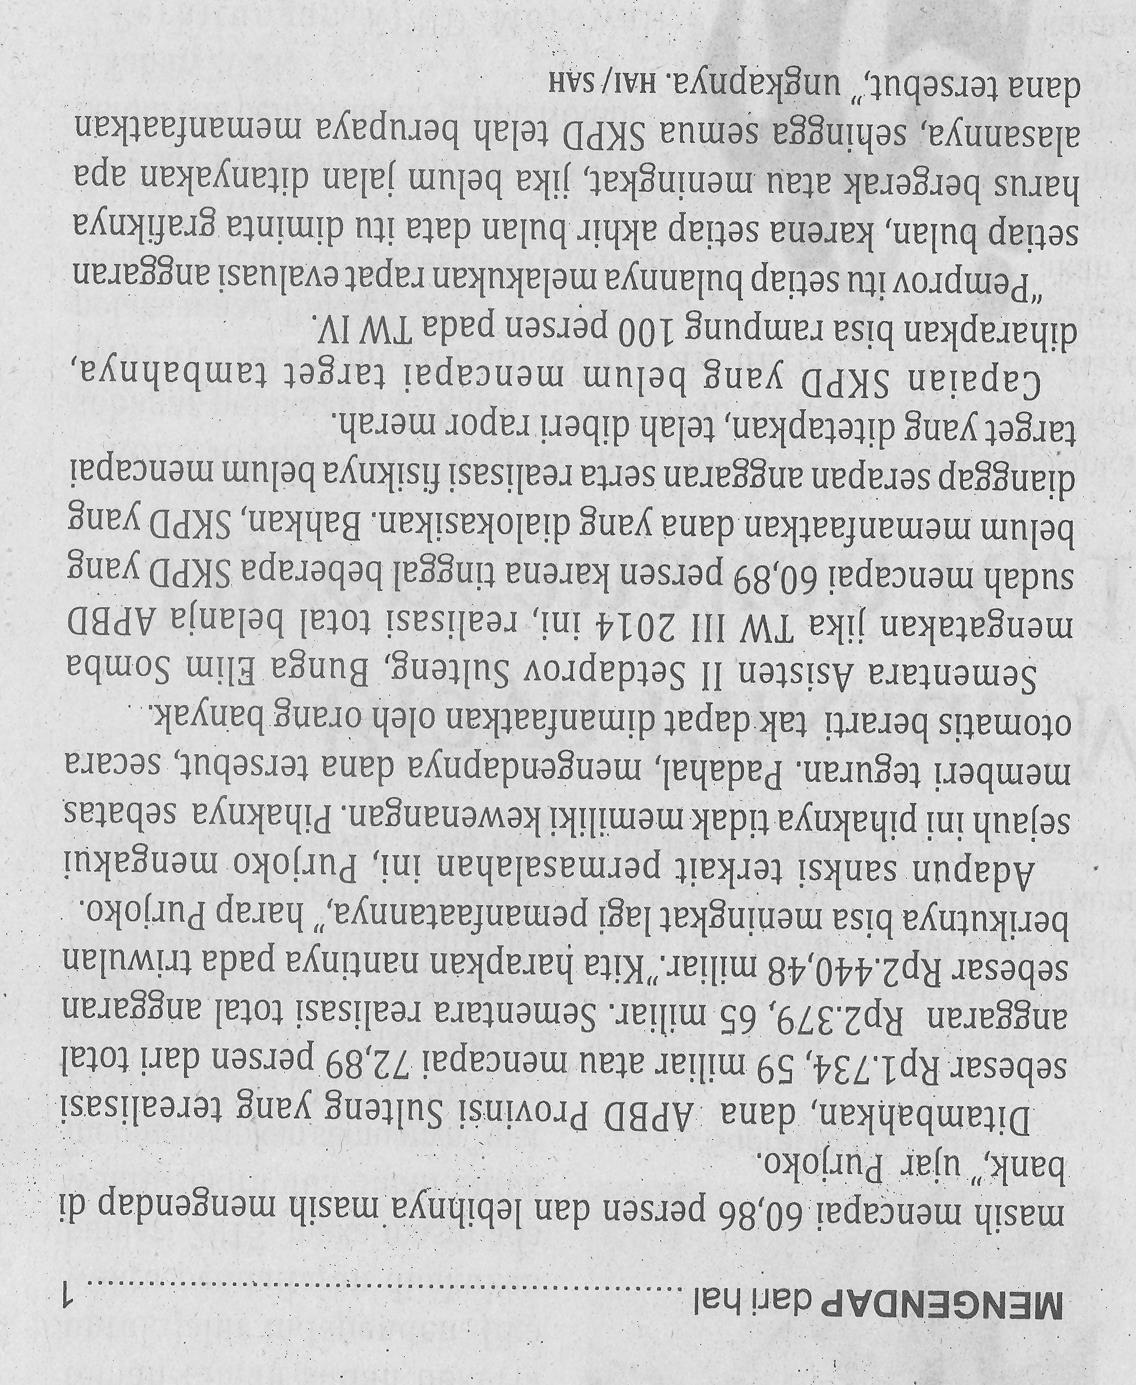 MENGENDAP dari hal ........................................................ 1
masih mencapai 60,86 persen dan lebihnya masih mengendap di
bank," ujar Purjoko.
Ditambahkan, dana APBD Provinsi Sulteng yang terealisasi
sebesar Rp1.734, 59 miliar atau mencapai 72,89 persen dari total
anggaran Rp2.379, 65 miliar. Sementara realisasi total anggaran
sebesar Rp2.440,48 miliar."Kita harapkan nantinya pada triwulan
berikutnya bisa meningkat lagi pemanfaatannya," harap Purjoko.
Adapun sanksi terkait permasalahan ini, Purjoko mengakui
sejauh ini pihaknya tidak memiliki kewenangan. Pihaknya sebatas
memberi teguran. Padahal, mengendapnya dana tersebut, secara
otomatis berarti tak dapat dimanfaatkan oleh orang banyak.
Sementara Asisten II Setdaprov Sulteng, Bunga Elim Somba
mengatakan jika TW III 2014 ini, realisasi total belanja APBD
sudah mencapai 60,89 persen karena tinggal beberapa SKPD yang
belum memanfaatkan dana yang dialokasikan. Bahkan, SKPD yang
dianggap serapan anggaran serta realisasi fisiknya belum mencapai
target yang ditetapkan, telah diberi rapor merah.
Capaian SKPD yang belum mencapai target tambahnya,
diharapkan bisa rampung 100 persen pada TW IV.
"Pemprov itu setiap bulannya melakukan rapat evaluasi anggaran
setiap bulan, karena setiap akhir bulan data itu diminta grafiknya
harus bergerak atau meningkat, jika belum jalan ditanyakan apa
alasannya, sehingga semua SKPD telah berupaya memanfaatkan
dana tersebut," ungkapnya. HAI/ SAH